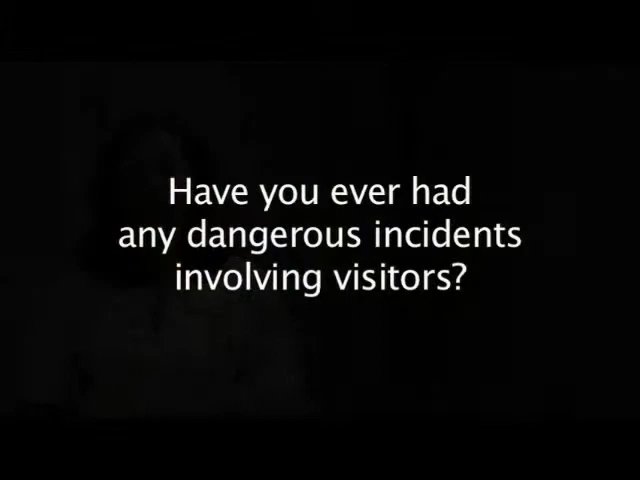 Have you ever had
any dangerous incidents
involving visitors?